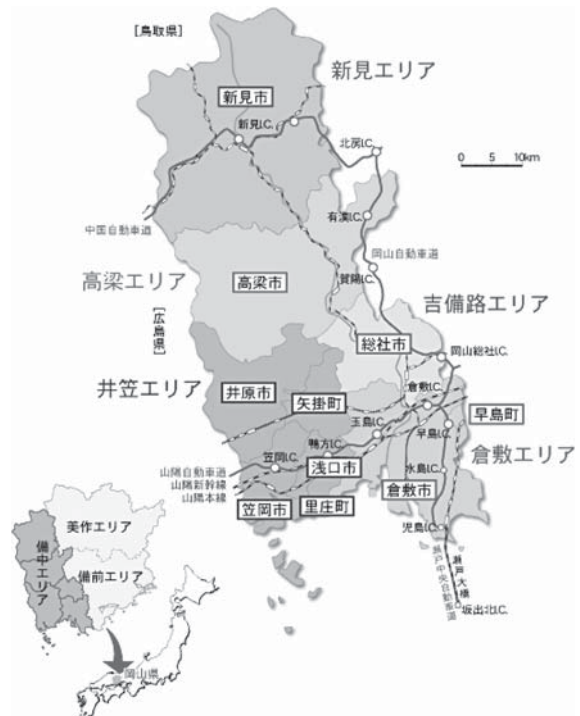 [鳥取県]
新見エリア
新見市
新見I.C.
北房I.C.
0 5 10km
有漢I.C.
中国自動車道
岡山自動車道
高梁エリア
高梁市
賀陽I.C.
[広島県]
吉備路エリア
総社市
岡山総社I.C.
井笠エリア
井原市
矢掛町
倉敷I.C.
玉島I.C.
早島町
早島I.C.
鴨方I.C.
笠岡I.C.
浅口市
倉敷エリア
山陽自動車道
山陽新幹線
山陽本線
水島I.C.
倉敷市
笠岡市
里庄町
児島I.C.
瀬戸大橋
瀬戸中央自動車道
坂出北I.C.
美作エリア
備中エリア
備前エリア
岡山県